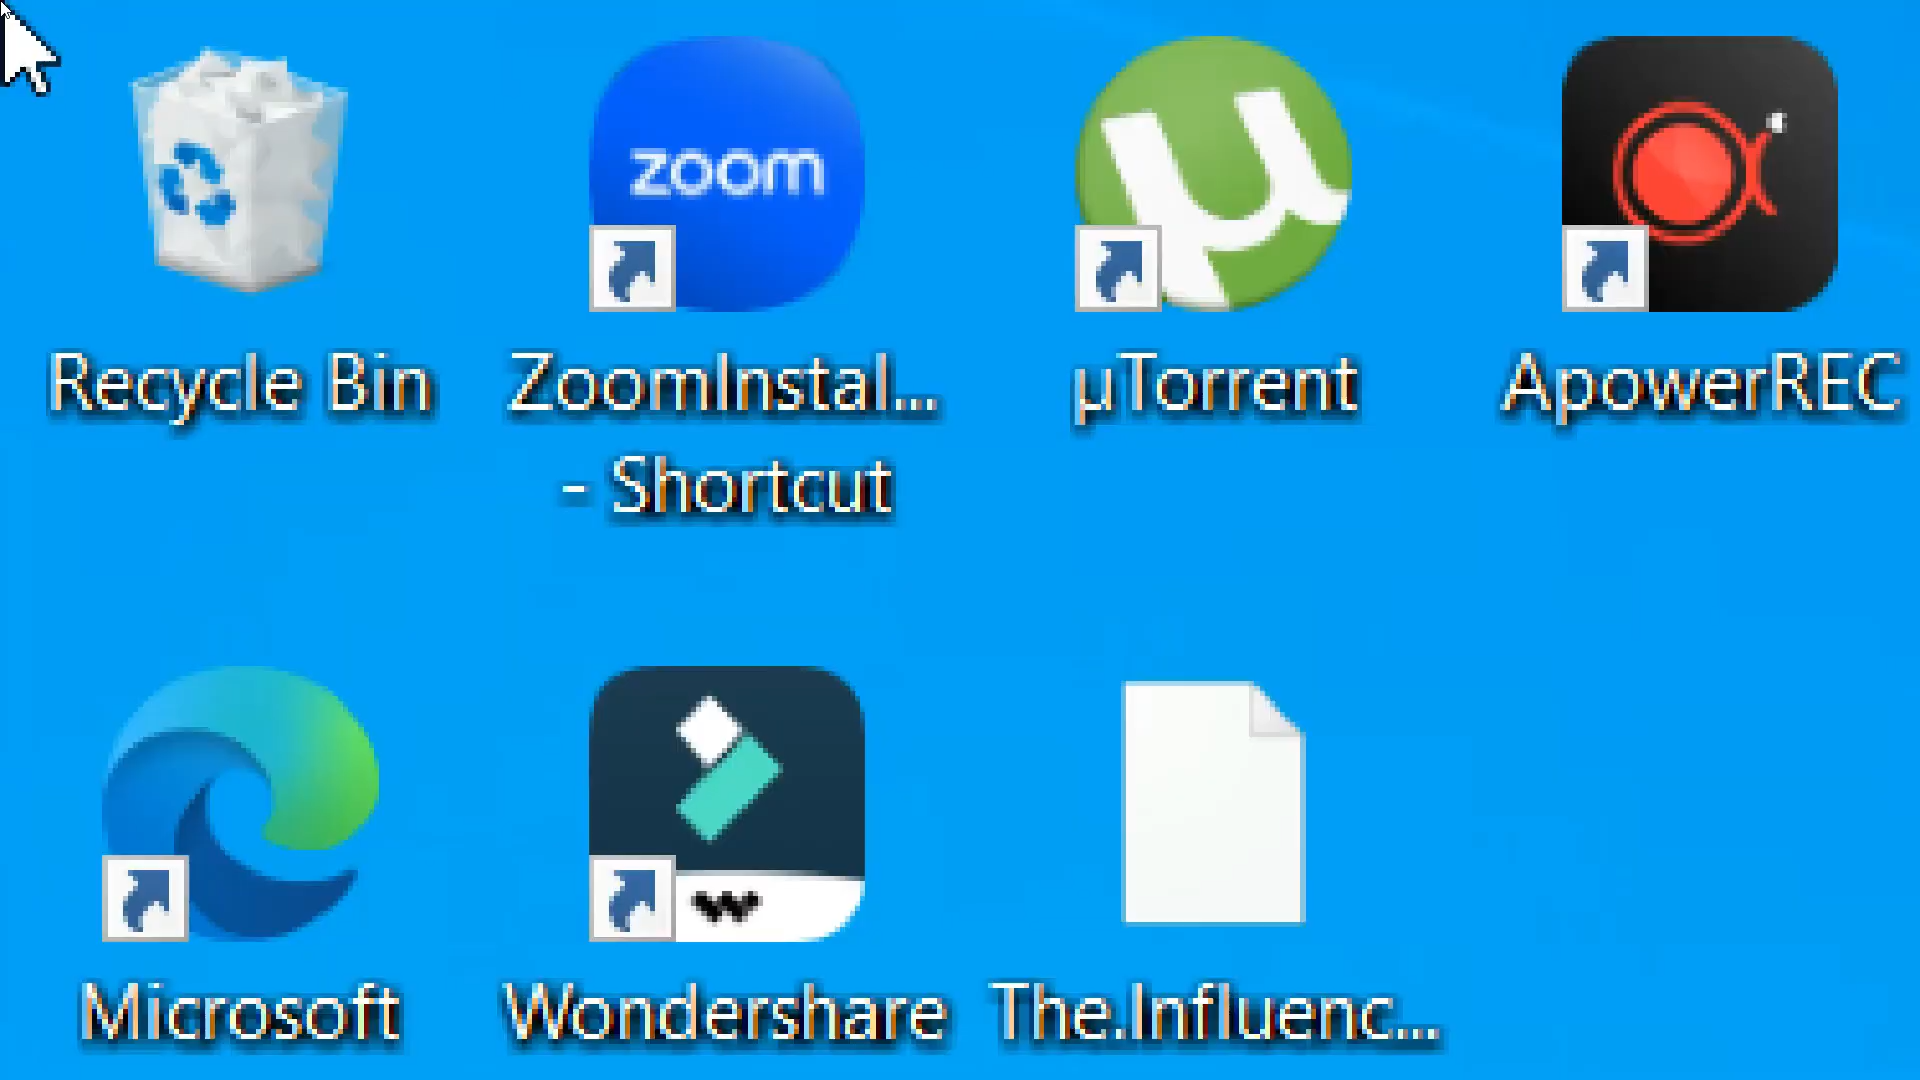 zoom
Recycle Bin
ZoomInstal...
- Shortcut
µTorrent
ApowerREC
Microsoft
Wondershare
The.Influenc...